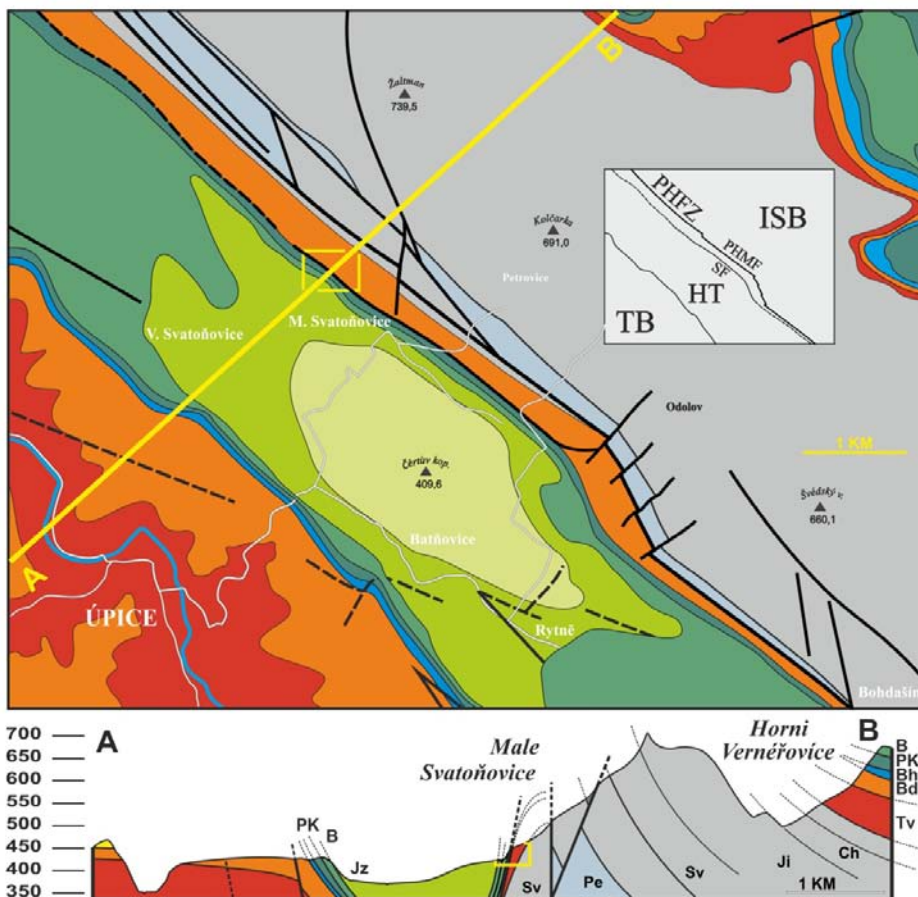 B
Žaltman
739,5
Kolčarka
691,0
Petrovice
PHFZ
ISB
PHMF
SF
HT
TB
M. Svatoňovice
V. Svatoňovice
Odolov
1 KM
Čertův kop.
409,6
Švédský v.
660,1
Batňovice
A
ÚPICE
Rytně
Bohdašín
700
650
600
550
500
450
400
350
A
Male
Svatoňovice
Horni
Vernéřovice
B
B
PK
Bh
Bd
Tv
PK
B
Jz
Sv
Pe
Sv
Ji
Ch
1 KM